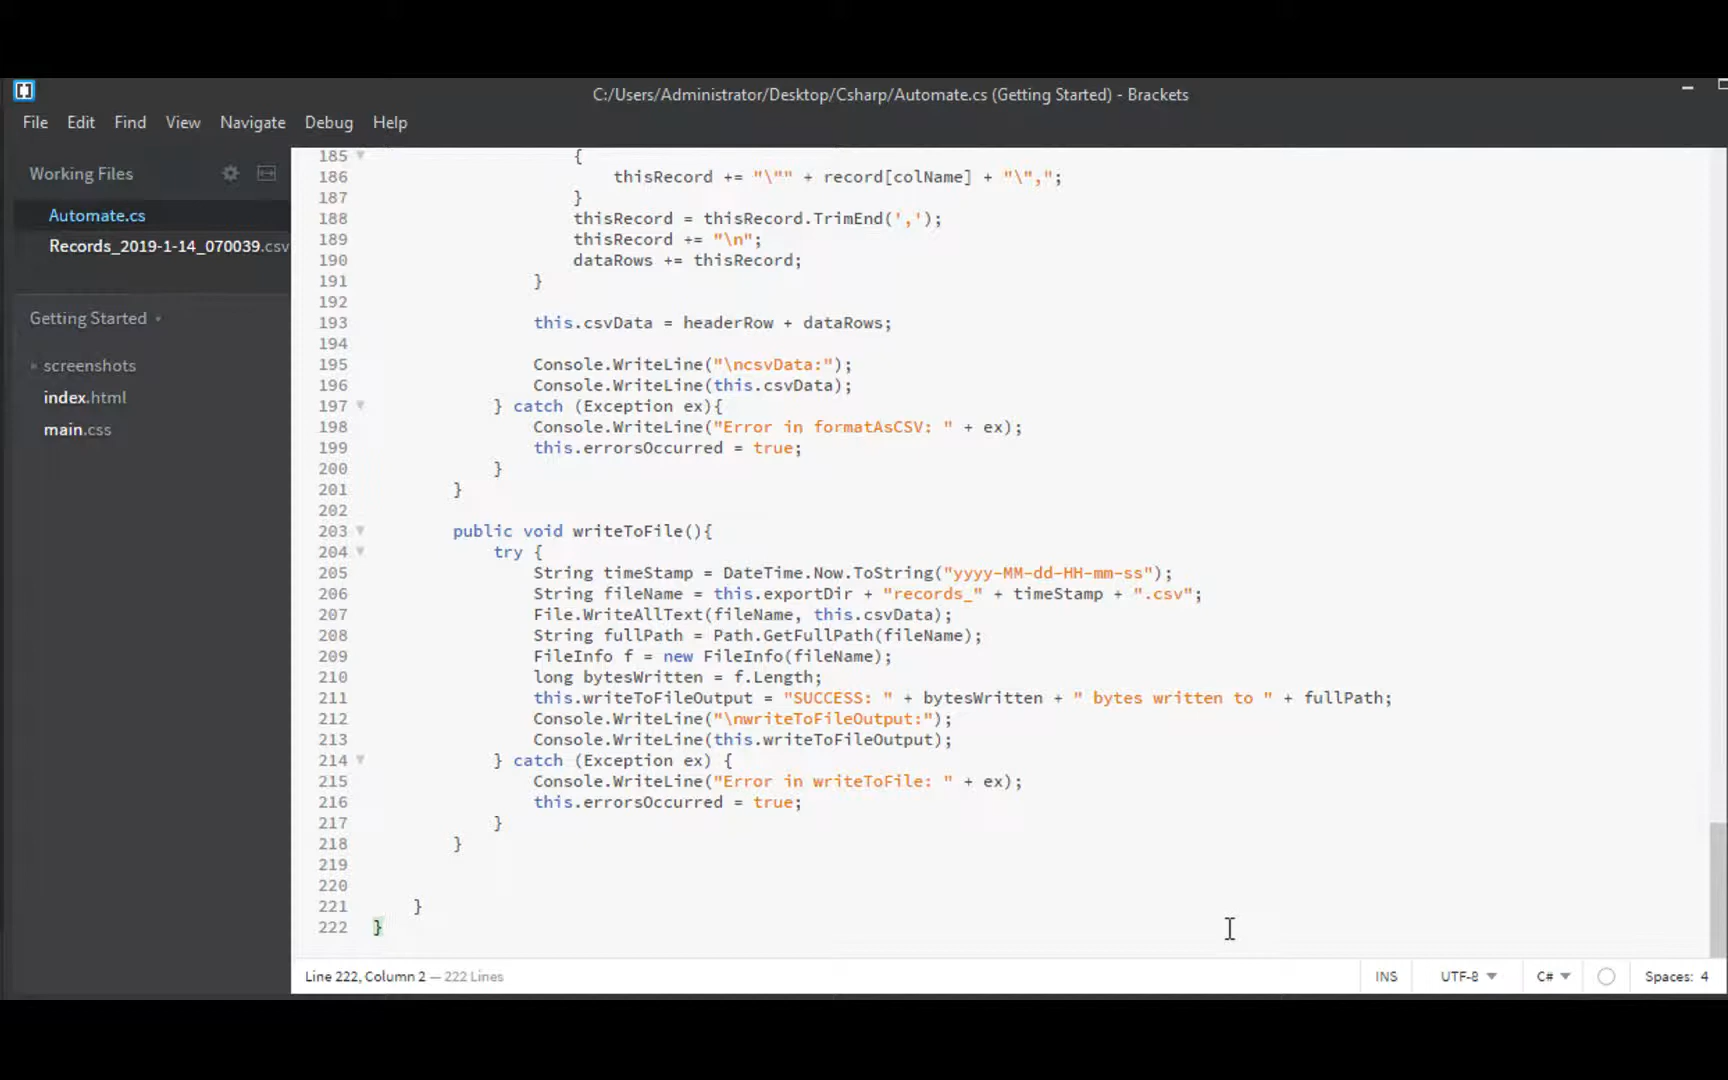 C:/Users/Administrator/Desktop/Csharp/Automate.cs (Getting Started) - Brackets
File Edit Find View Navigate Debug Help
Working Files
Automate.cs
Records_2019-1-14_070039.csv
Getting Started
screenshots
index.html
main.css
185 {
186 thisRecord += "\"" + record[colName] + "\",";
187 }
188 thisRecord = thisRecord.TrimEnd(',');
189 thisRecord += "\n";
190 dataRows += thisRecord;
191 }
192
193 this.csvData = headerRow + dataRows;
194
195 Console.WriteLine("\ncsvData:");
196 Console.WriteLine(this.csvData);
197 } catch (Exception ex){
198 Console.WriteLine("Error in formatAsCSV: " + ex);
199 this.errorsOccurred = true;
200 }
201 }
202
203 public void writeToFile(){
204 try {
205 String timeStamp = DateTime.Now.ToString("yyyy-MM-dd-HH-mm-ss");
206 String fileName = this.exportDir + "records_" + timeStamp + ".csv";
207 File.WriteAllText(fileName, this.csvData);
208 String fullPath = Path.GetFullPath(fileName);
209 FileInfo f = new FileInfo(fileName);
210 long bytesWritten = f.Length;
211 this.writeToFileOutput = "SUCCESS: " + bytesWritten + " bytes written to " + fullPath;
212 Console.WriteLine("\nwriteToFileOutput:");
213 Console.WriteLine(this.writeToFileOutput);
214 } catch (Exception ex) {
215 Console.WriteLine("Error in writeToFile: " + ex);
216 this.errorsOccurred = true;
217 }
218 }
219
220
221 }
222 }
Line 222, Column 2 — 222 Lines
INS UTF-8 C# Spaces: 4